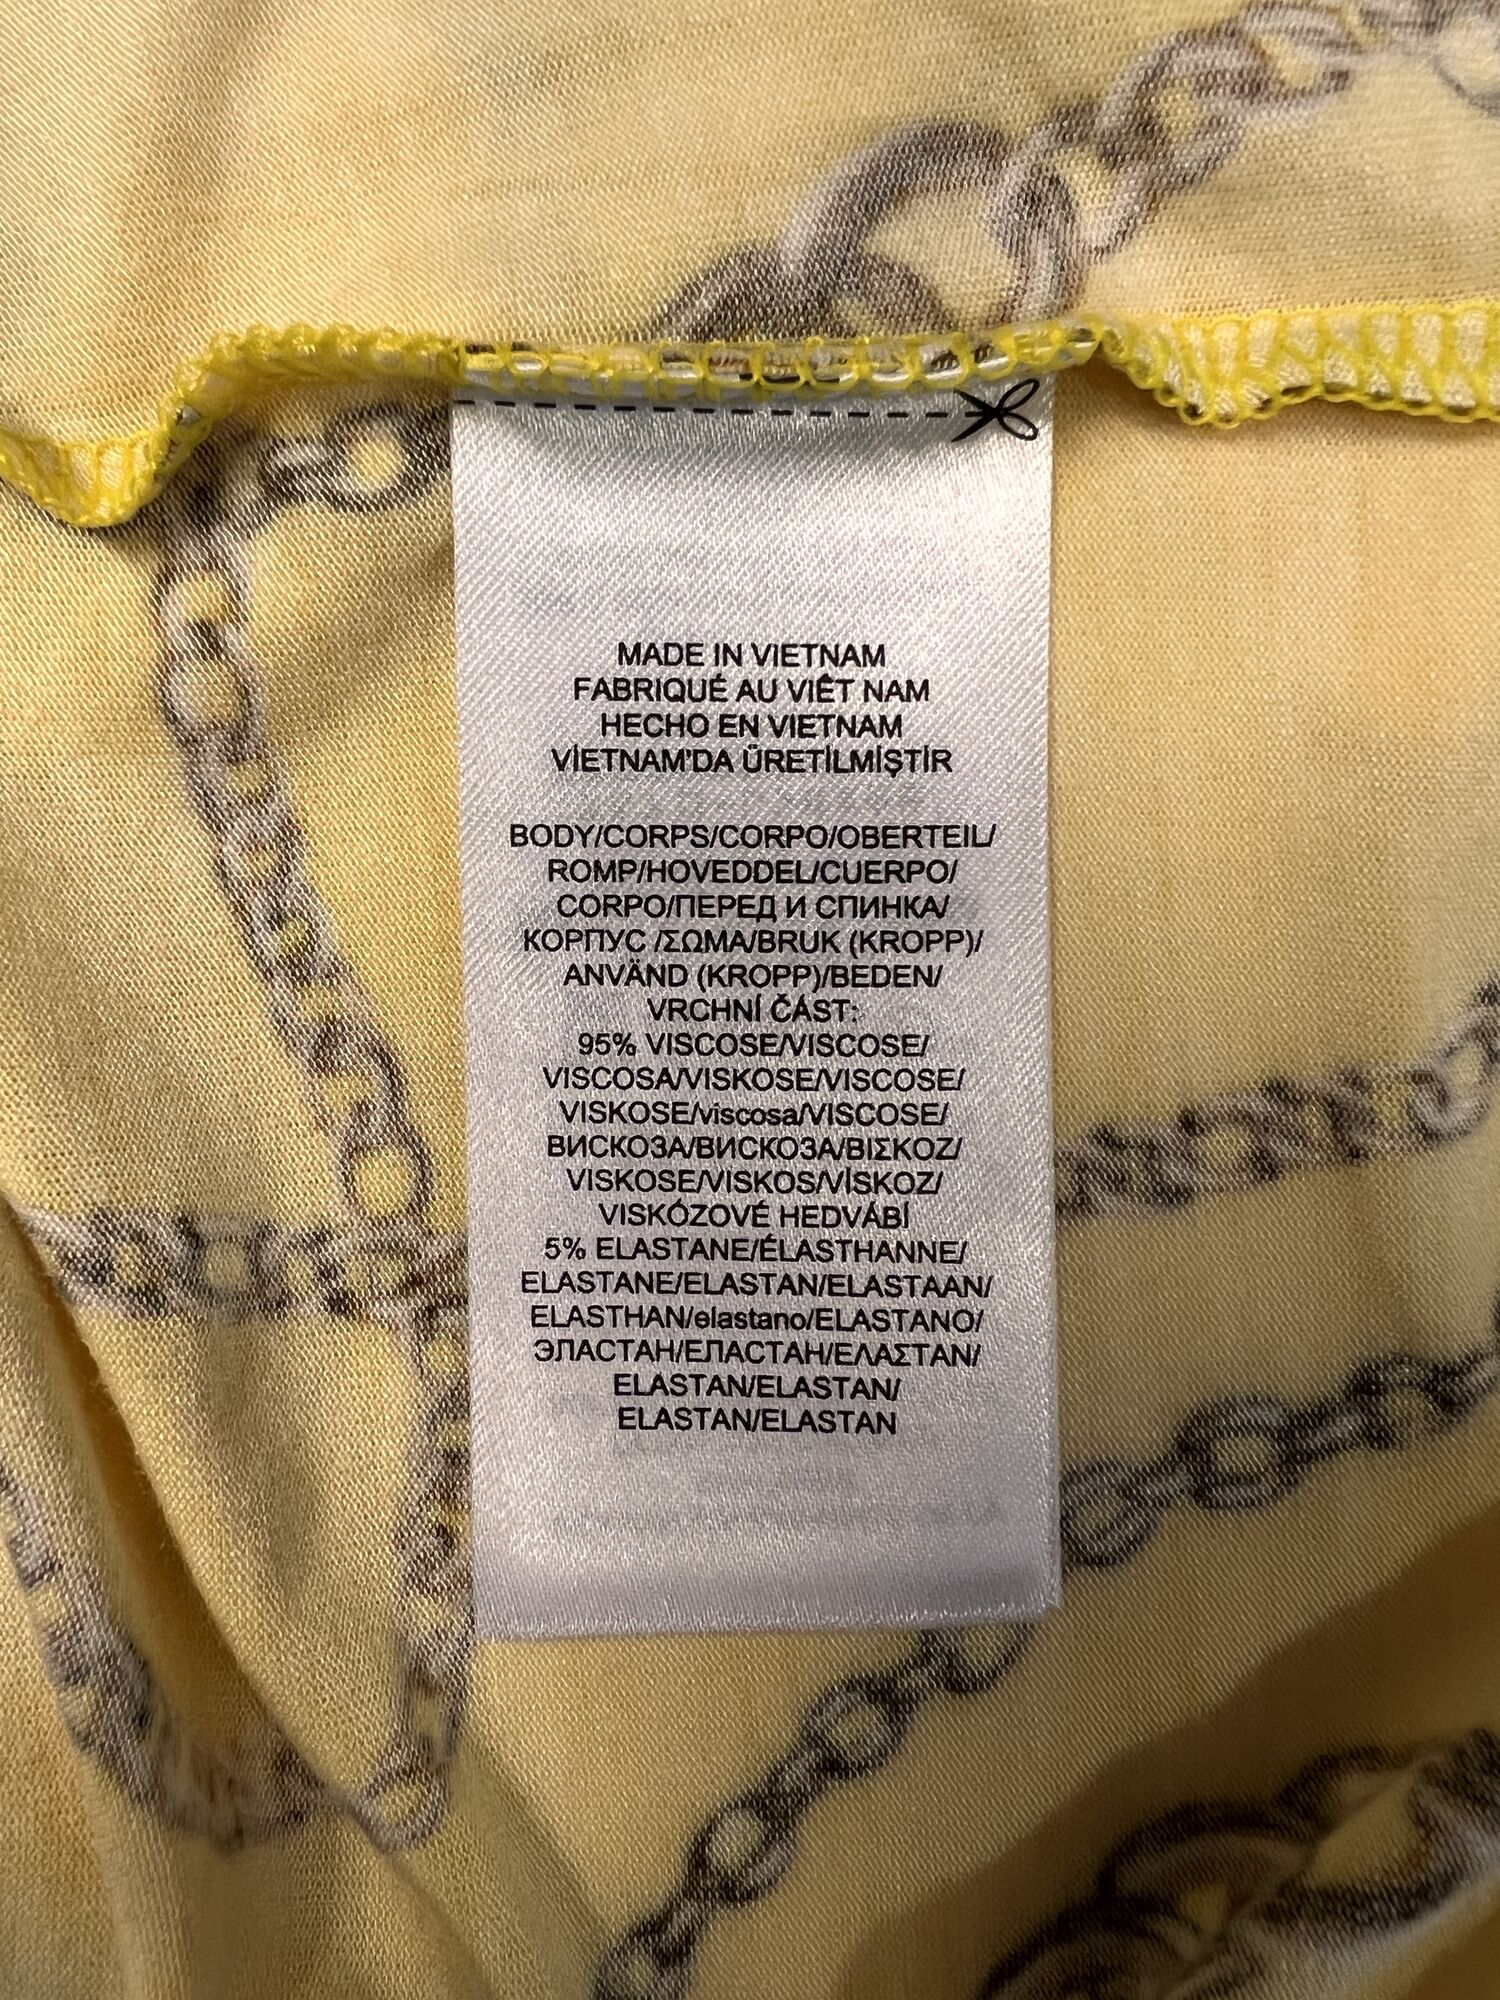 MADE IN VIETNAM
FABRIQUÉ AU VIÊT NAM
HECHO EN VIETNAM
VİETNAM'DA ÜRETİLMİŞTİR
BODY/CORPS/CORPO/OBERTEIL/
ROMP/HOVEDDEL/CUERPO/
CORPO/ПЕРЕД И СПИНКА/
КОРПУС /ΣΩΜΑ/BRUK (KROPP)/
ANVÄND (KROPP)/BEDEN/
VRCHNÍ ČÁST:
95% VISCOSE/VISCOSE/
VISCOSA/VISKOSE/VISCOSE/
VISKOSE/viscosa/VISCOSE/
ВИСКОЗА/ВИСКОЗА/ΒΙΣΚΟΖ/
VISKOSE/VISKOS/VİSKOZ/
VISKÓZOVÉ HEDVÁBÍ
5% ELASTANE/ÉLASTHANNE/
ELASTANE/ELASTAN/ELASTAAN/
ELASTHAN/elastano/ELASTANO/
ЭЛАСТАН/ЕЛАСТАН/ΕΛΑΣΤΑΝ/
ELASTAN/ELASTAN/
ELASTAN/ELASTAN